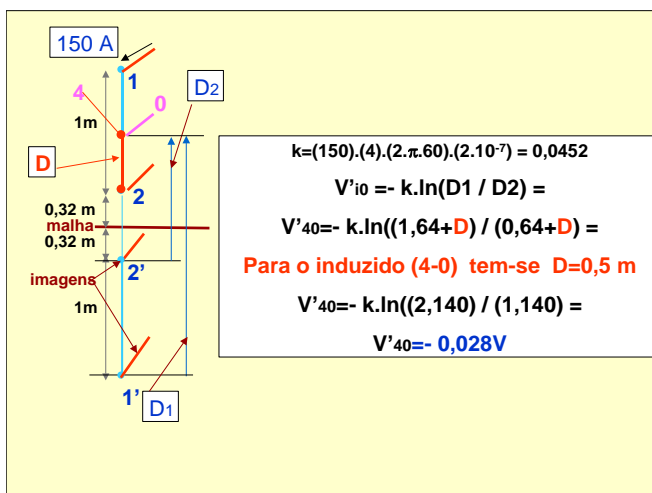 150 A
1
D2
4
0
1m
D
2
0,32 m
malha
0,32 m
2'
imagens
1m
1'
D1
k=(150).(4).(2.π.60).(2.10⁻⁷) = 0,0452
V'i0 =- k.ln(D1 / D2) =
V'40=- k.ln((1,64+D) / (0,64+D) =
Para o induzido (4-0) tem-se D=0,5 m
V'40=- k.ln((2,140) / (1,140) =
V'40=- 0,028V